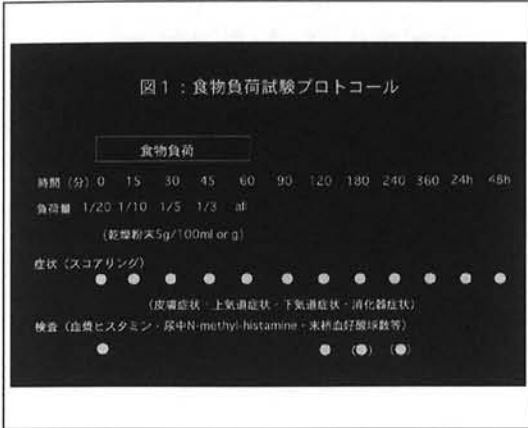 図1：食物負荷試験プロトコール
食物負荷
時間（分） 0 15 30 45 60 90 120 180 240 360 24h 48h
負荷量 1/20 1/10 1/5 1/3 all
（乾燥粉末5g/100ml or g）
症状（スコアリング）
（皮膚症状・上気道症状・下気道症状・消化器症状）
検査（血漿ヒスタミン・尿中N-methyl-histamine・末梢血好酸球数等）